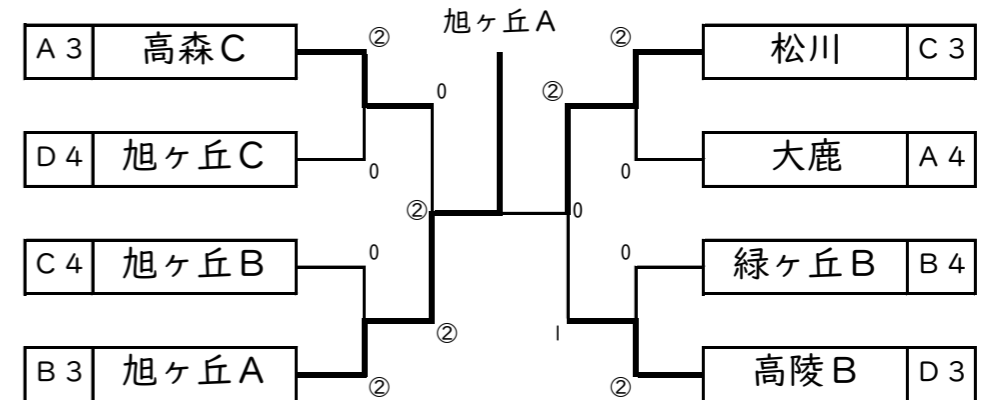 旭ヶ丘A
A3 高森C ② ② 松川 C3
0 ②
D4 旭ヶ丘C 0 0 大鹿 A4
② 0
C4 旭ヶ丘B 0 0 緑ヶ丘B B4
② 1
B3 旭ヶ丘A ② ② 高陵B D3